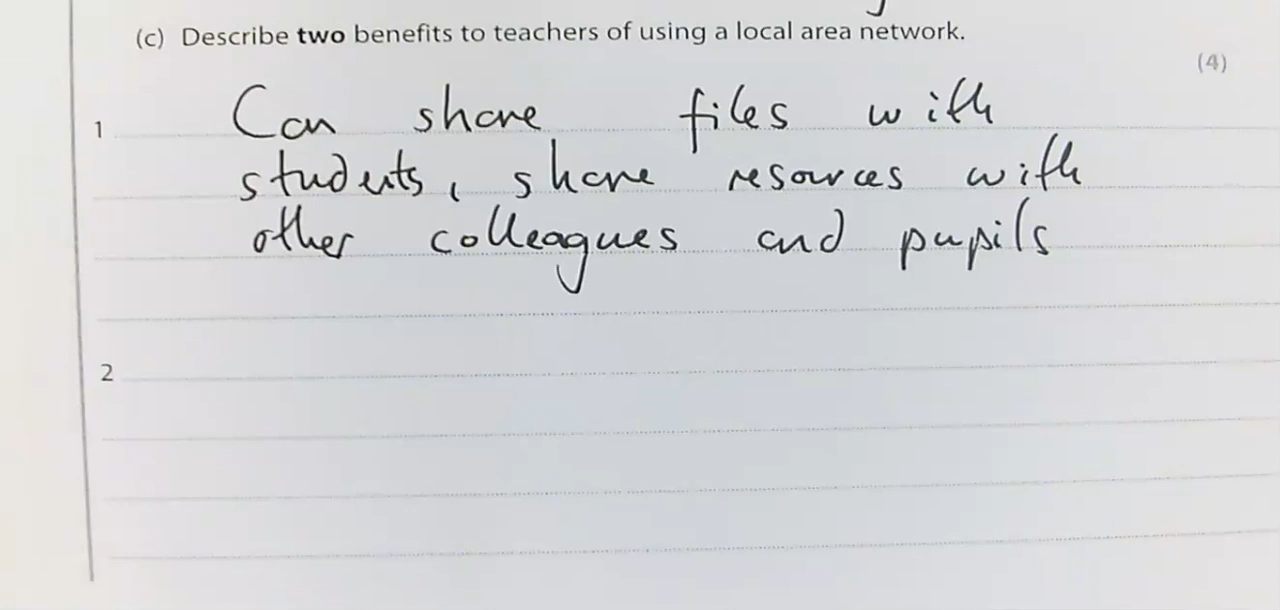 (c) Describe two benefits to teachers of using a local area network.
(4)
1 Can share files with
students, share resources with
other colleagues and pupils
2